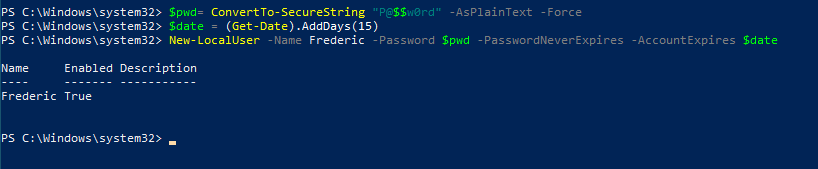 PS C:\Windows\system32> $pwd= ConvertTo-SecureString "P@$$w0rd" -AsPlainText -Force
PS C:\Windows\system32> $date = (Get-Date).AddDays(15)
PS C:\Windows\system32> New-LocalUser -Name Frederic -Password $pwd -PasswordNeverExpires -AccountExpires $date
Name     Enabled Description
----     ------- -----------
Frederic True
PS C:\Windows\system32>